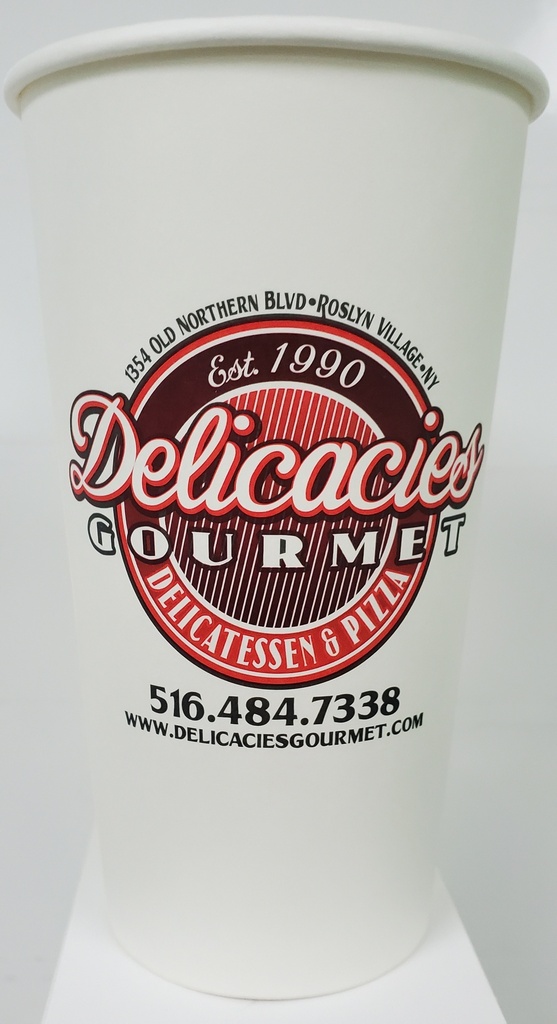 1354 OLD NORTHERN BLVD•ROSLYN VILLAGE•NY
Est. 1990
Delicacies
GOURMET
DELICATESSEN & PIZZA
516.484.7338
WWW.DELICACIESGOURMET.COM